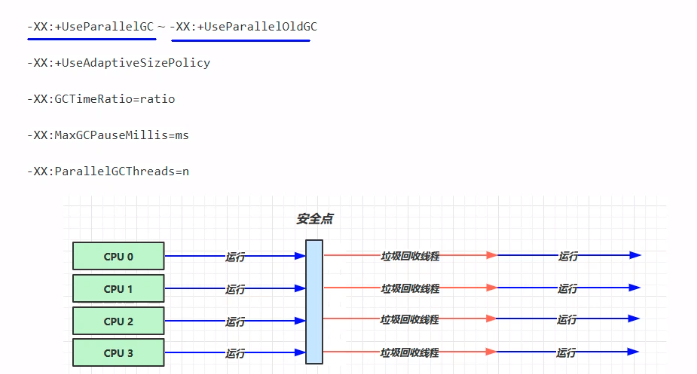 -XX:+UseParallelGC ~ -XX:+UseParallelOldGC
-XX:+UseAdaptiveSizePolicy
-XX:GCTimeRatio=ratio
-XX:MaxGCPauseMillis=ms
-XX:ParallelGCThreads=n
安全点
CPU 0 运行 垃圾回收线程 运行
CPU 1 运行 垃圾回收线程 运行
CPU 2 运行 垃圾回收线程 运行
CPU 3 运行 垃圾回收线程 运行